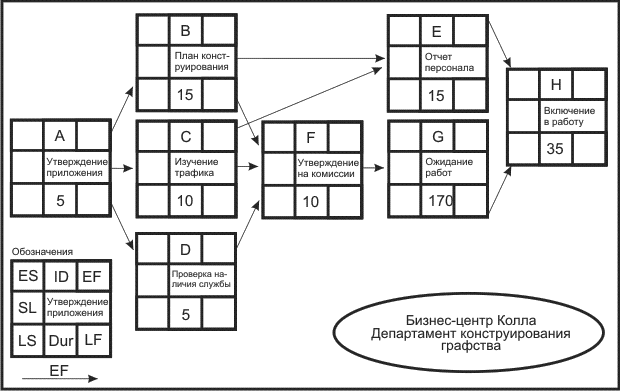 A
Утверждение
приложения
5
B
План конст-
руирования
15
C
Изучение
трафика
10
D
Проверка на-
личия службы
5
E
Отчет
персонала
15
F
Утверждение
на комиссии
10
G
Ожидание
работ
170
H
Включение
в работу
35
Обозначения
ES ID EF
SL Утверждение
приложения
LS Dur LF
EF
Бизнес-центр Колла
Департамент конструирования
графства